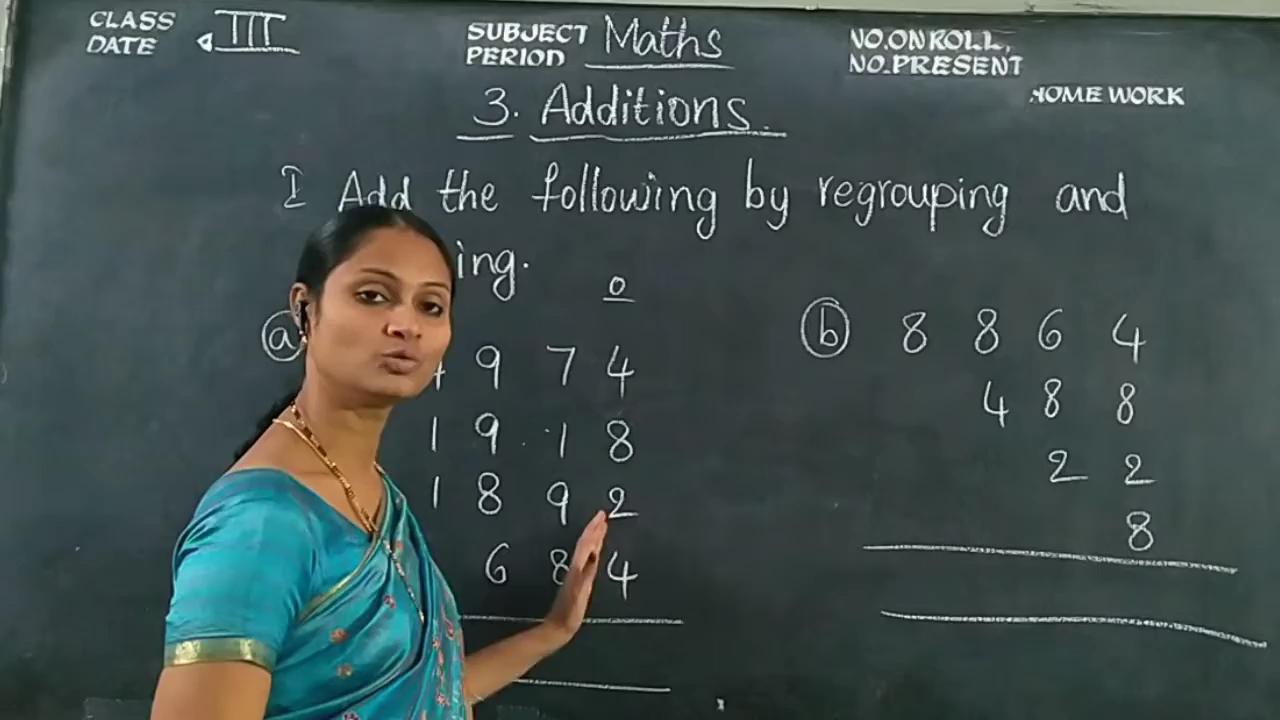 CLASS III
DATE
SUBJECT Maths
PERIOD
NO.ON ROLL,
NO.PRESENT
HOME WORK
3. Additions.
I Add the following by regrouping and
ing.
o
a
9 7 4
1 9 1 8
1 8 9 2
6 8 4
b 8 8 6 4
4 8 8
2 2
8